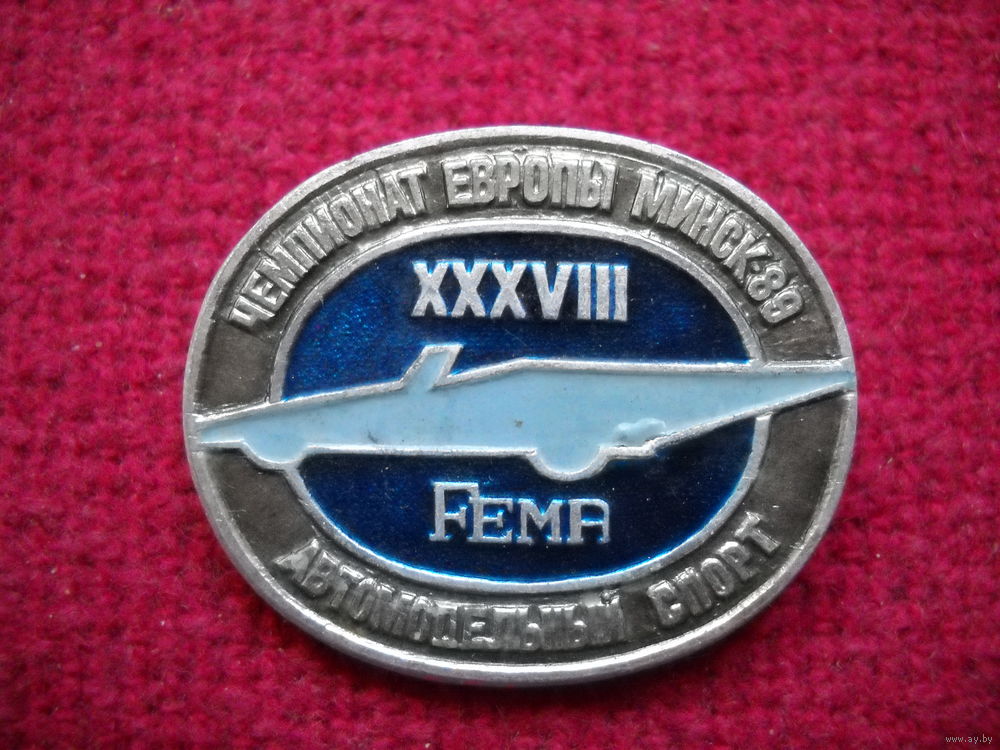 ЧЕМПИОНАТ ЕВРОПЫ МИНСК-89
XXXVIII
FEMA
АВТОМОДЕЛЬНЫЙ СПОРТ
www.ay.by